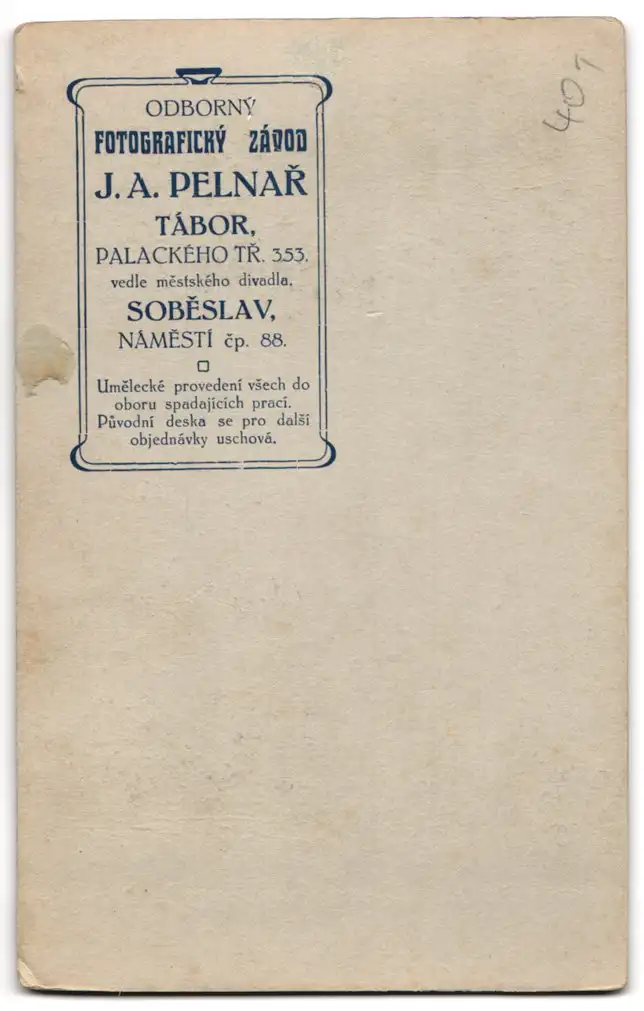 ODBORNÝ
FOTOGRAFICKÝ ZÁVOD
J. A. PELNAŘ
TÁBOR,
PALACKÉHO TŘ. 353.
vedle městského divadla.
SOBĚSLAV,
NÁMĚSTÍ čp. 88.
Umělecké provedení všech do
oboru spadajících prací.
Původní deska se pro další
objednávky uschová.